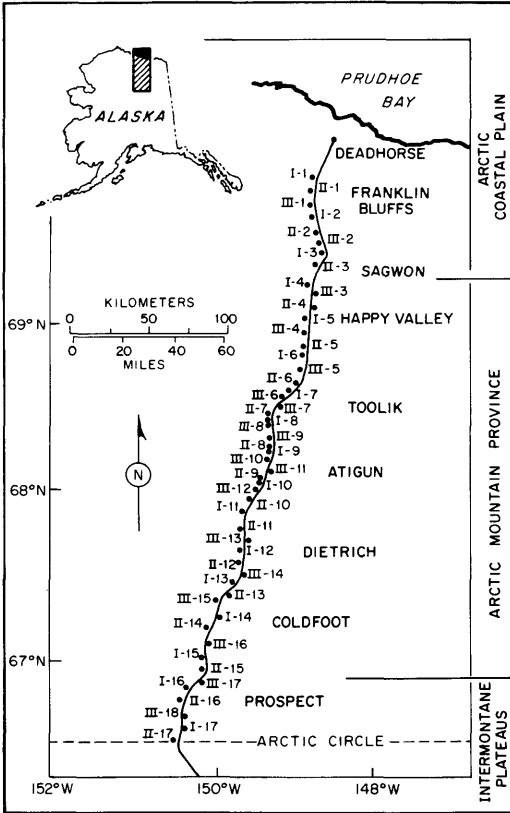 PRUDHOE
BAY
ALASKA
DEADHORSE
ARCTIC
COASTAL PLAIN
I-1
II-1
FRANKLIN
BLUFFS
III-1
I-2
II-2
III-2
I-3
II-3
SAGWON
I-4
III-3
KILOMETERS
0 50 100
0 20 40 60
MILES
II-4
I-5
HAPPY VALLEY
69°N
III-4
II-5
I-6
III-5
II-6
III-6
I-7
II-7
III-7
TOOLIK
I-8
III-8
III-9
II-8
I-9
III-10
III-11
ATIGUN
II-9
I-10
III-12
N
68°N
I-11
II-10
II-11
III-13
I-12
DIETRICH
II-12
III-14
I-13
II-13
III-15
I-14
COLDFOOT
II-14
III-16
I-15
67°N
II-15
III-17
I-16
II-16
PROSPECT
III-18
I-17
II-17
ARCTIC CIRCLE
ARCTIC MOUNTAIN PROVINCE
INTERMONTANE
PLATEAUS
152°W 150°W 148°W